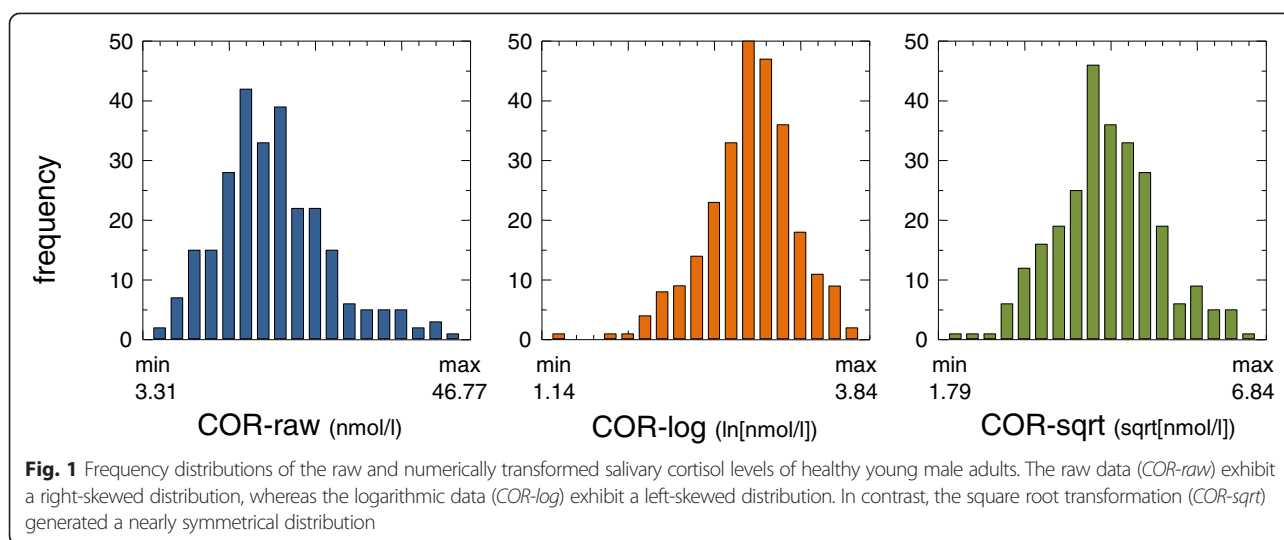 50
40
30
20
10
0
frequency
min
3.31
max
46.77
COR-raw (nmol/l)
50
40
30
20
10
0
min
1.14
max
3.84
COR-log (ln[nmol/l])
50
40
30
20
10
0
min
1.79
max
6.84
COR-sqrt (sqrt[nmol/l])
Fig. 1 Frequency distributions of the raw and numerically transformed salivary cortisol levels of healthy young male adults. The raw data (COR-raw) exhibit
a right-skewed distribution, whereas the logarithmic data (COR-log) exhibit a left-skewed distribution. In contrast, the square root transformation (COR-sqrt)
generated a nearly symmetrical distribution